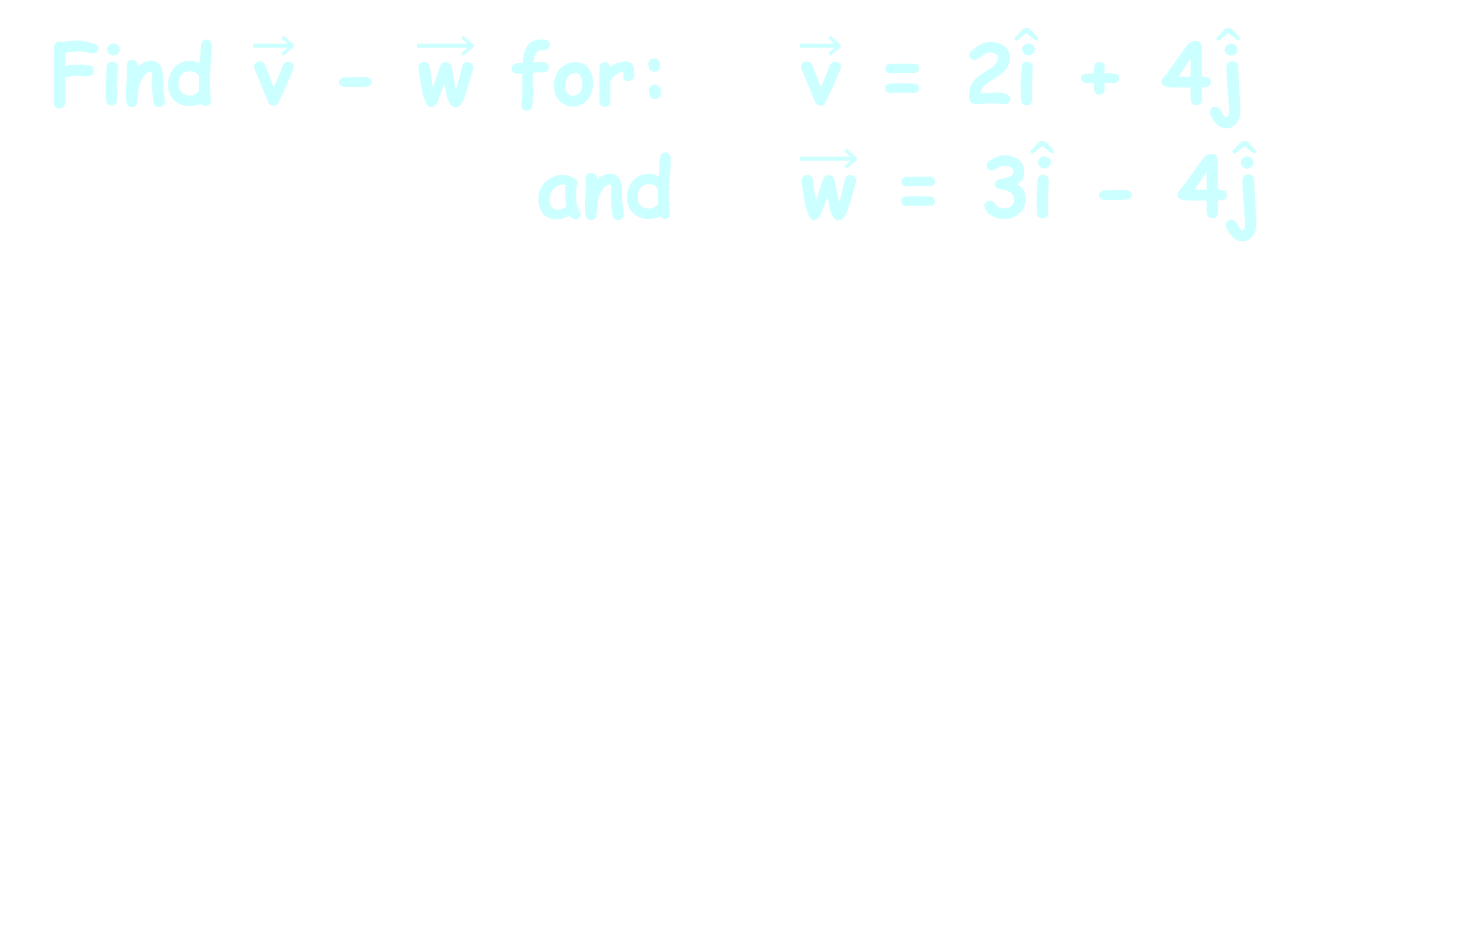 Find v⃗ - w⃗ for: v⃗ = 2î + 4ĵ
and w⃗ = 3î - 4ĵ